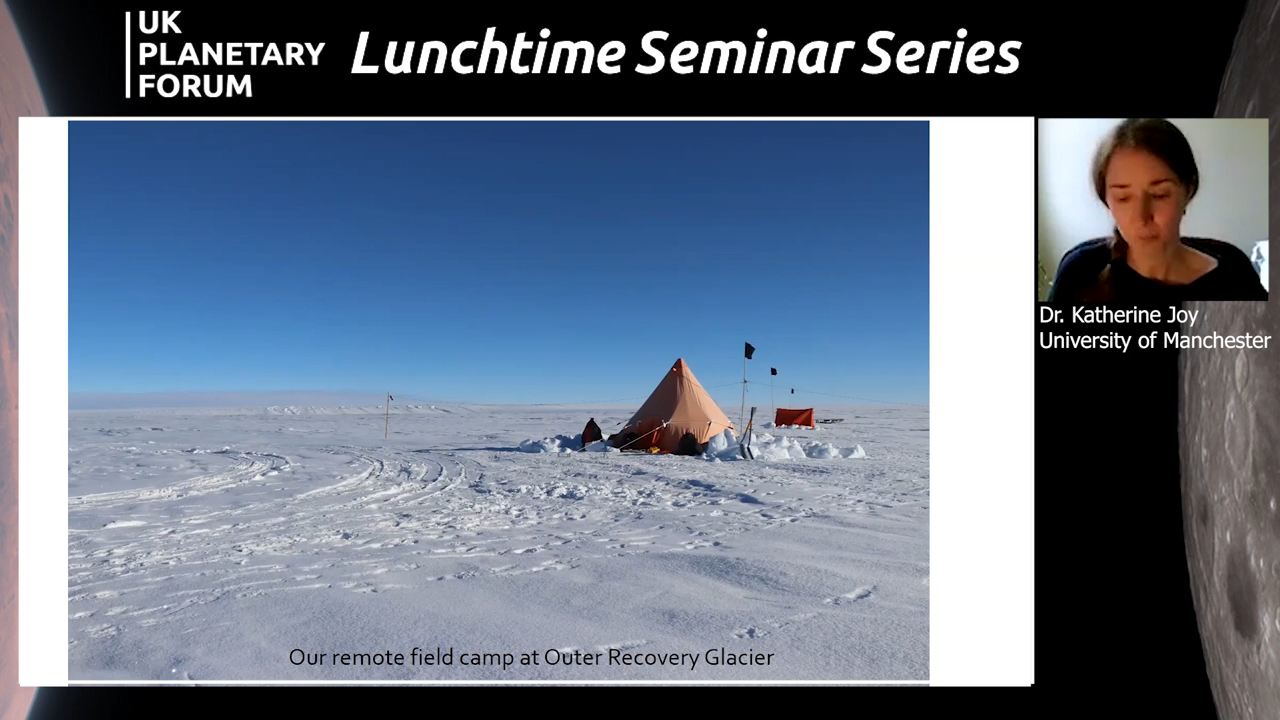 UK
PLANETARY
FORUM
Lunchtime Seminar Series
Dr. Katherine Joy
University of Manchester
Our remote field camp at Outer Recovery Glacier